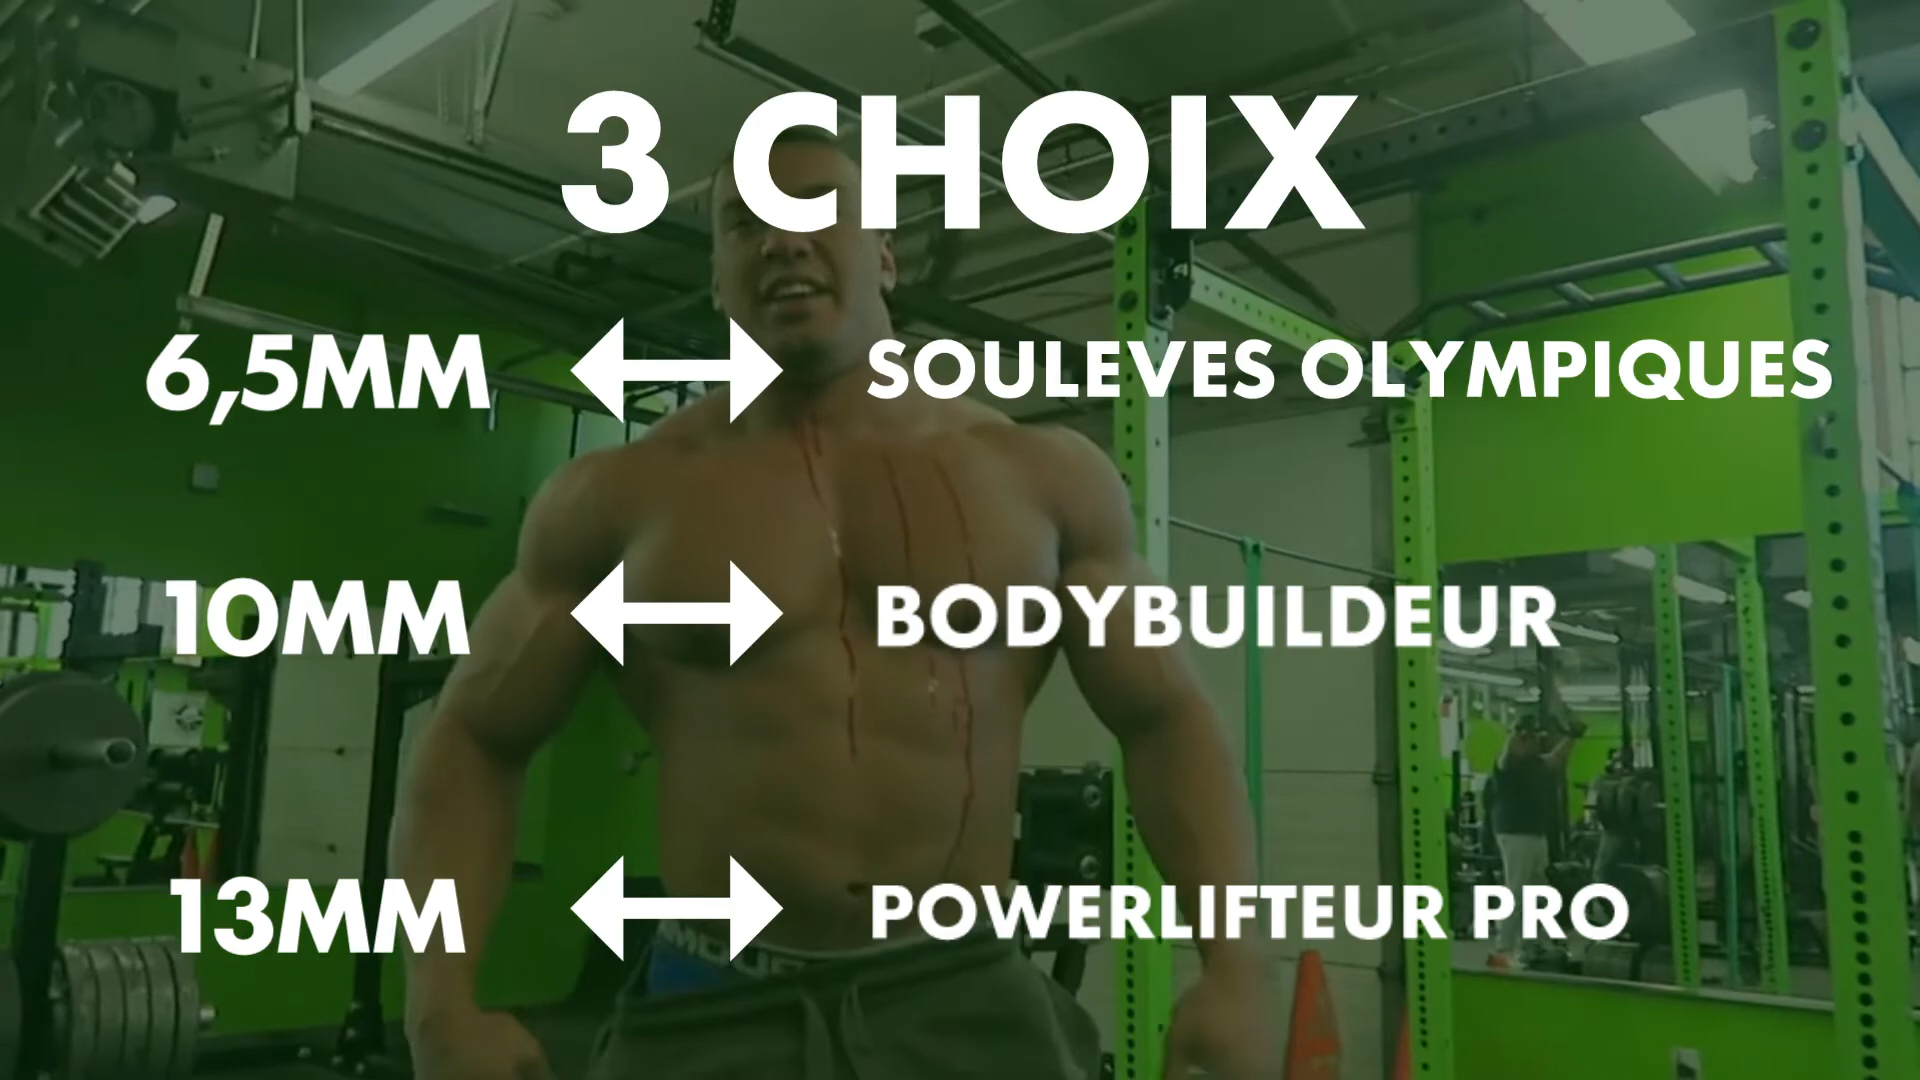 3 CHOIX
6,5MM SOULEVES OLYMPIQUES
10MM BODYBUILDEUR
13MM POWERLIFTEUR PRO